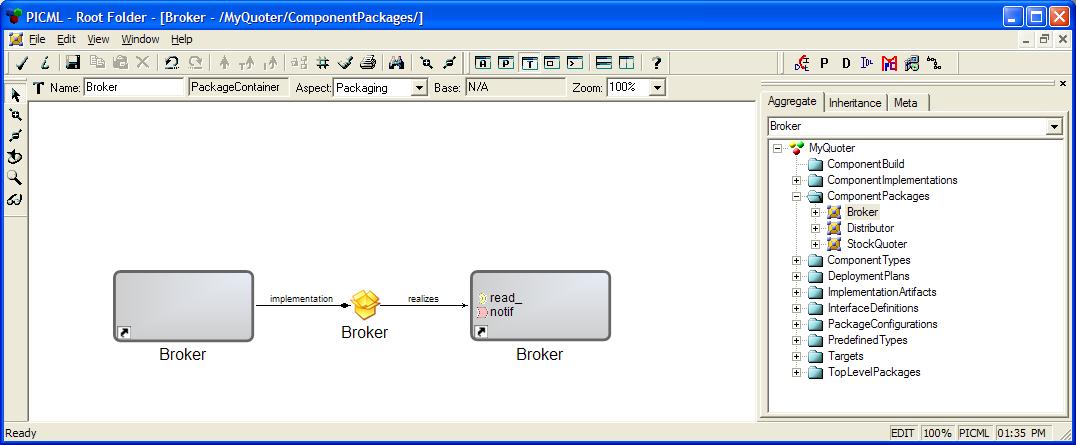 PICML - Root Folder - [Broker - /MyQuoter/ComponentPackages/]
File Edit View Window Help
A P T ?
P D IDL
Name: Broker PackageContainer Aspect: Packaging Base: N/A Zoom: 100%
Aggregate Inheritance Meta
Broker
MyQuoter
ComponentBuild
ComponentImplementations
ComponentPackages
Broker
Distributor
StockQuoter
ComponentTypes
DeploymentPlans
ImplementationArtifacts
InterfaceDefinitions
PackageConfigurations
PredefinedTypes
Targets
TopLevelPackages
implementation
realizes
read_
notif
Broker
Broker
Broker
Ready
EDIT 100% PICML 01:35 PM